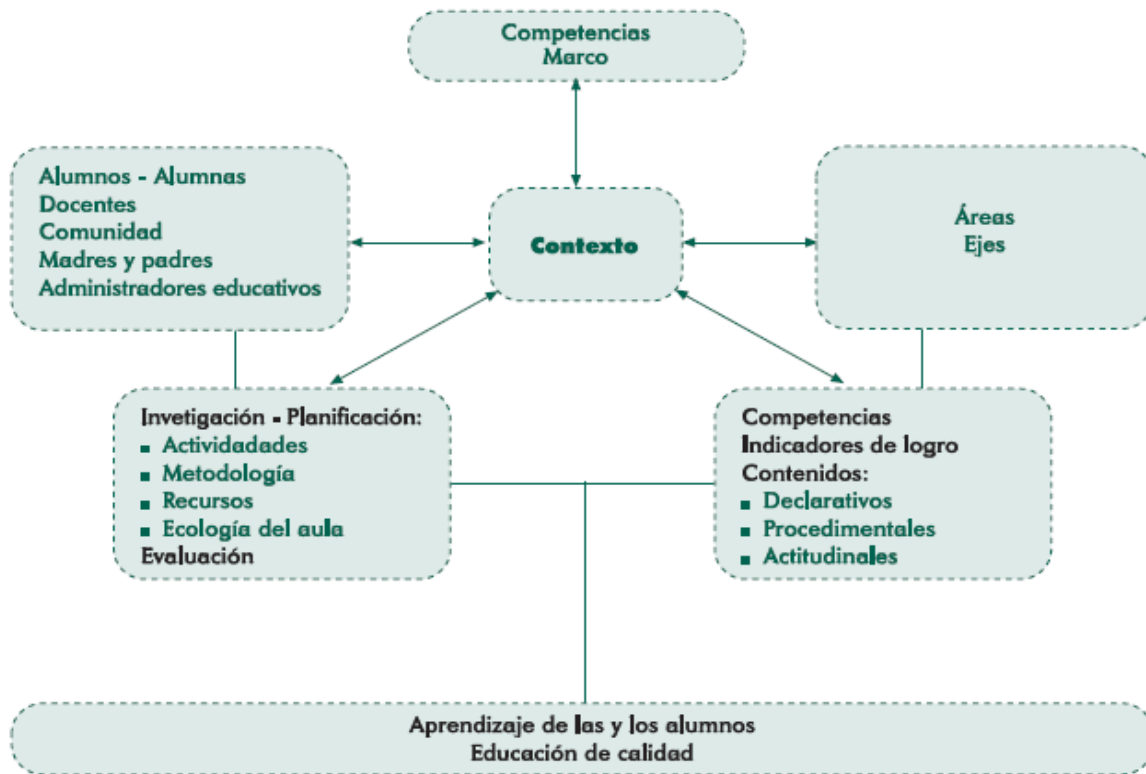 Competencias
Marco
Alumnos - Alumnas
Docentes
Comunidad
Madres y padres
Administradores educativos
Contexto
Áreas
Ejes
Invetigación - Planificación:
▪ Actividadades
▪ Metodología
▪ Recursos
▪ Ecología del aula
Evaluación
Competencias
Indicadores de logro
Contenidos:
▪ Declarativos
▪ Procedimentales
▪ Actitudinales
Aprendizaje de las y los alumnos
Educación de calidad